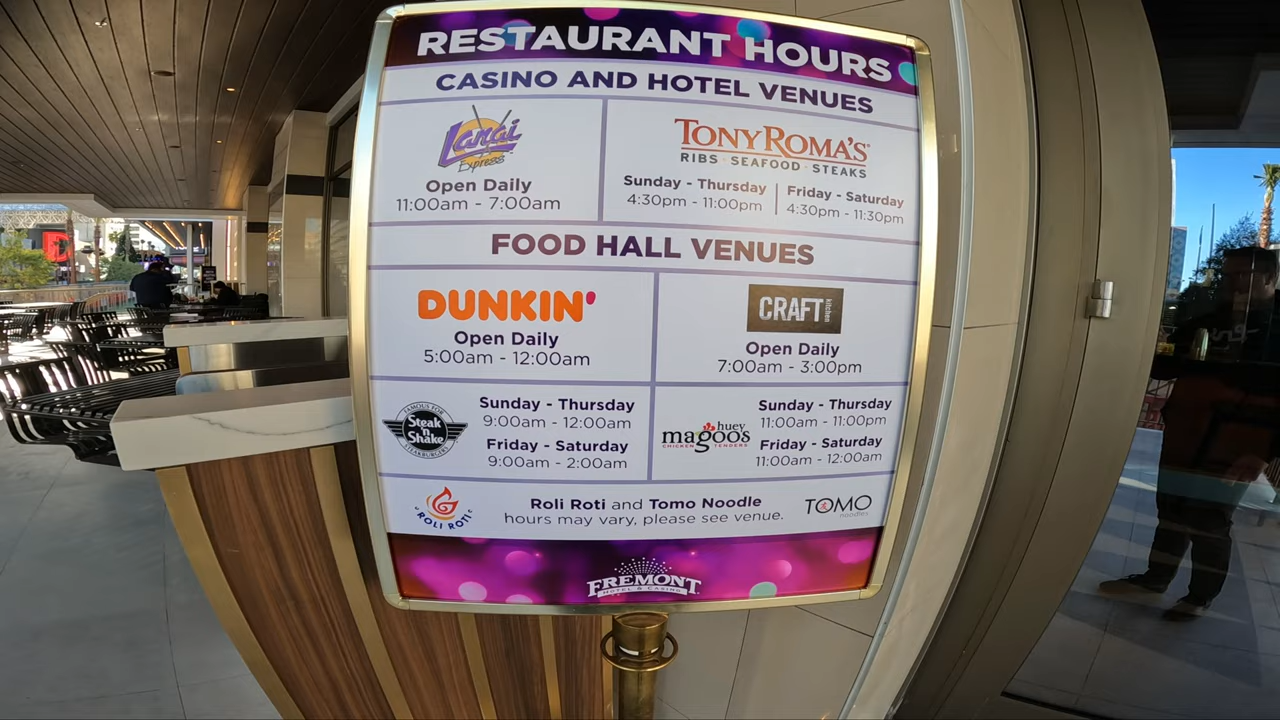 RESTAURANT HOURS
CASINO AND HOTEL VENUES
Lanai
Express
Open Daily
11:00am - 7:00am
TONY ROMA'S
RIBS · SEAFOOD · STEAKS
Sunday - Thursday
4:30pm - 11:00pm
Friday - Saturday
4:30pm - 11:30pm
FOOD HALL VENUES
DUNKIN'
Open Daily
5:00am - 12:00am
CRAFT kitchen
Open Daily
7:00am - 3:00pm
FAMOUS FOR
Steak
'n
Shake
STEAKBURGERS
Sunday - Thursday
9:00am - 12:00am
Friday - Saturday
9:00am - 2:00am
huey
magoo's
CHICKEN TENDERS
Sunday - Thursday
11:00am - 11:00pm
Friday - Saturday
11:00am - 12:00am
ROLI ROTI
Roli Roti and Tomo Noodle
hours may vary, please see venue.
TOMO
noodles
FREMONT
HOTEL & CASINO